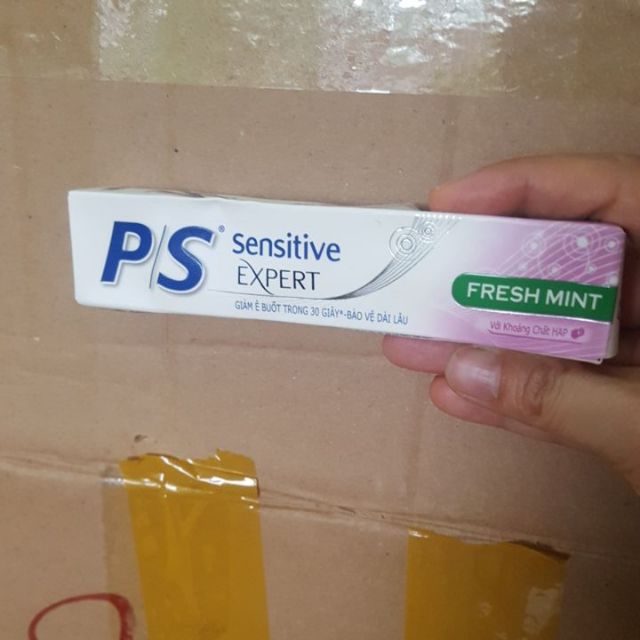 P/S® Sensitive
EXPERT
GIẢM Ê BUỐT TRONG 30 GIÂY*-BẢO VỆ DÀI LÂU
FRESH MINT
Với Khoáng Chất HAP